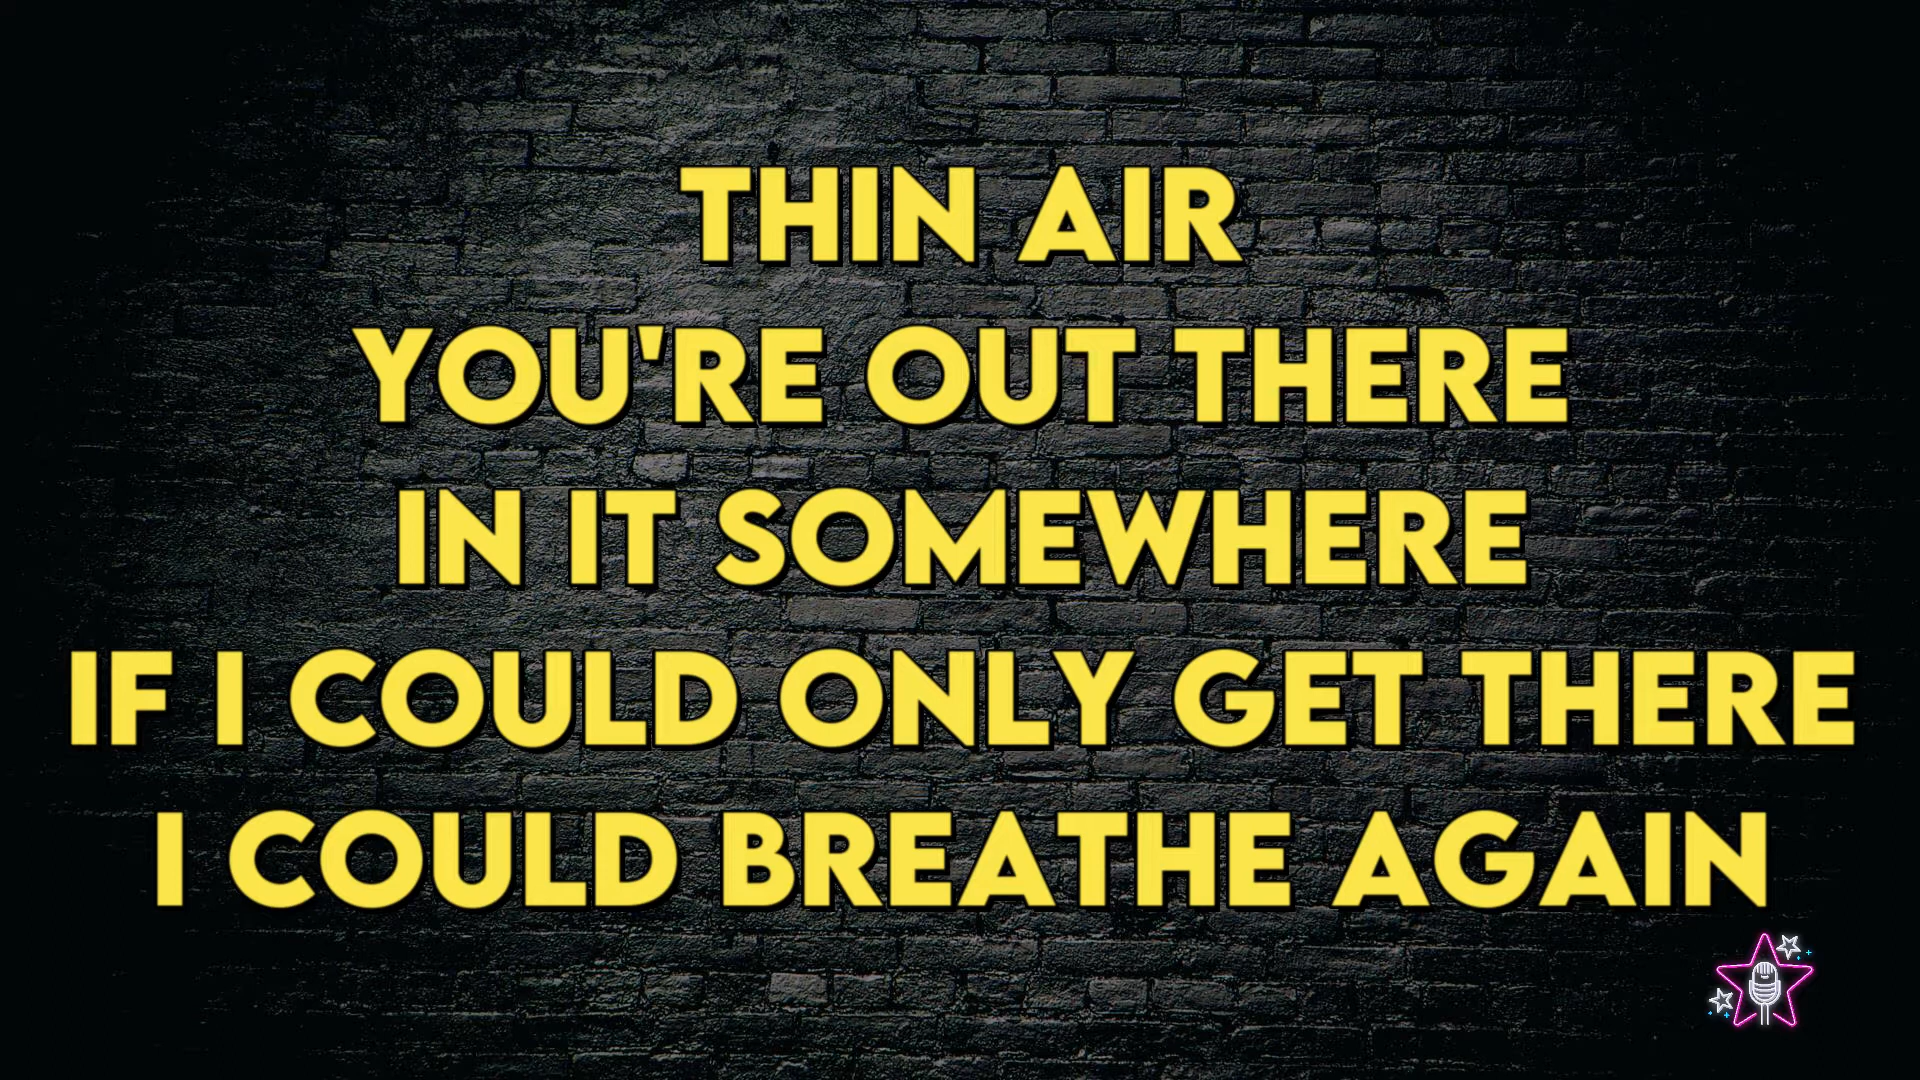 THIN AIR
YOU'RE OUT THERE
IN IT SOMEWHERE
IF I COULD ONLY GET THERE
I COULD BREATHE AGAIN